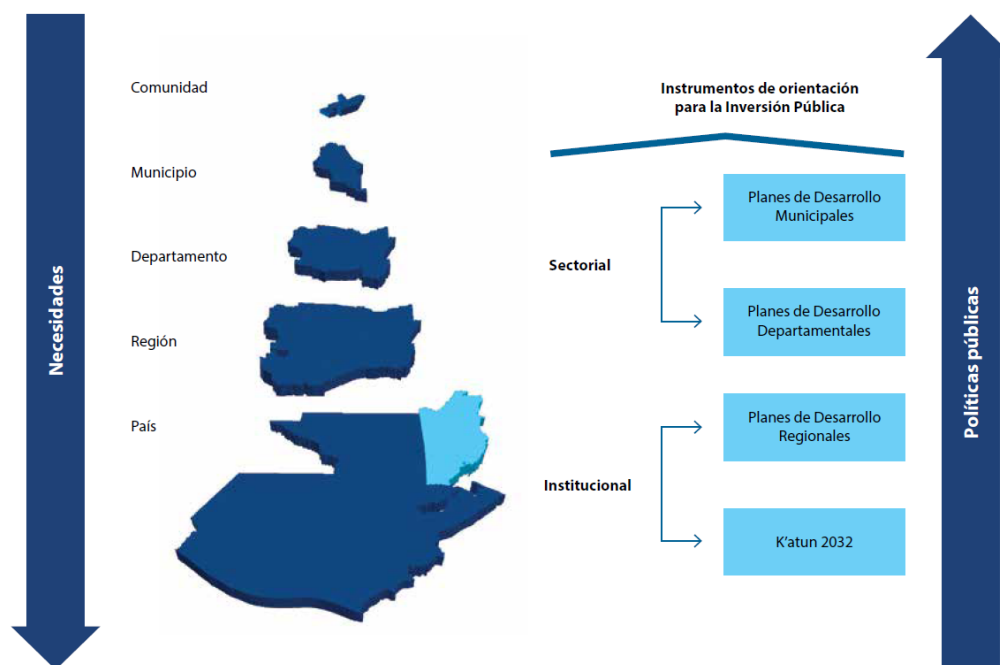 Necesidades
Comunidad
Municipio
Departamento
Región
País
Instrumentos de orientación
para la Inversión Pública
Sectorial
Planes de Desarrollo
Municipales
Planes de Desarrollo
Departamentales
Institucional
Planes de Desarrollo
Regionales
K'atun 2032
Políticas públicas